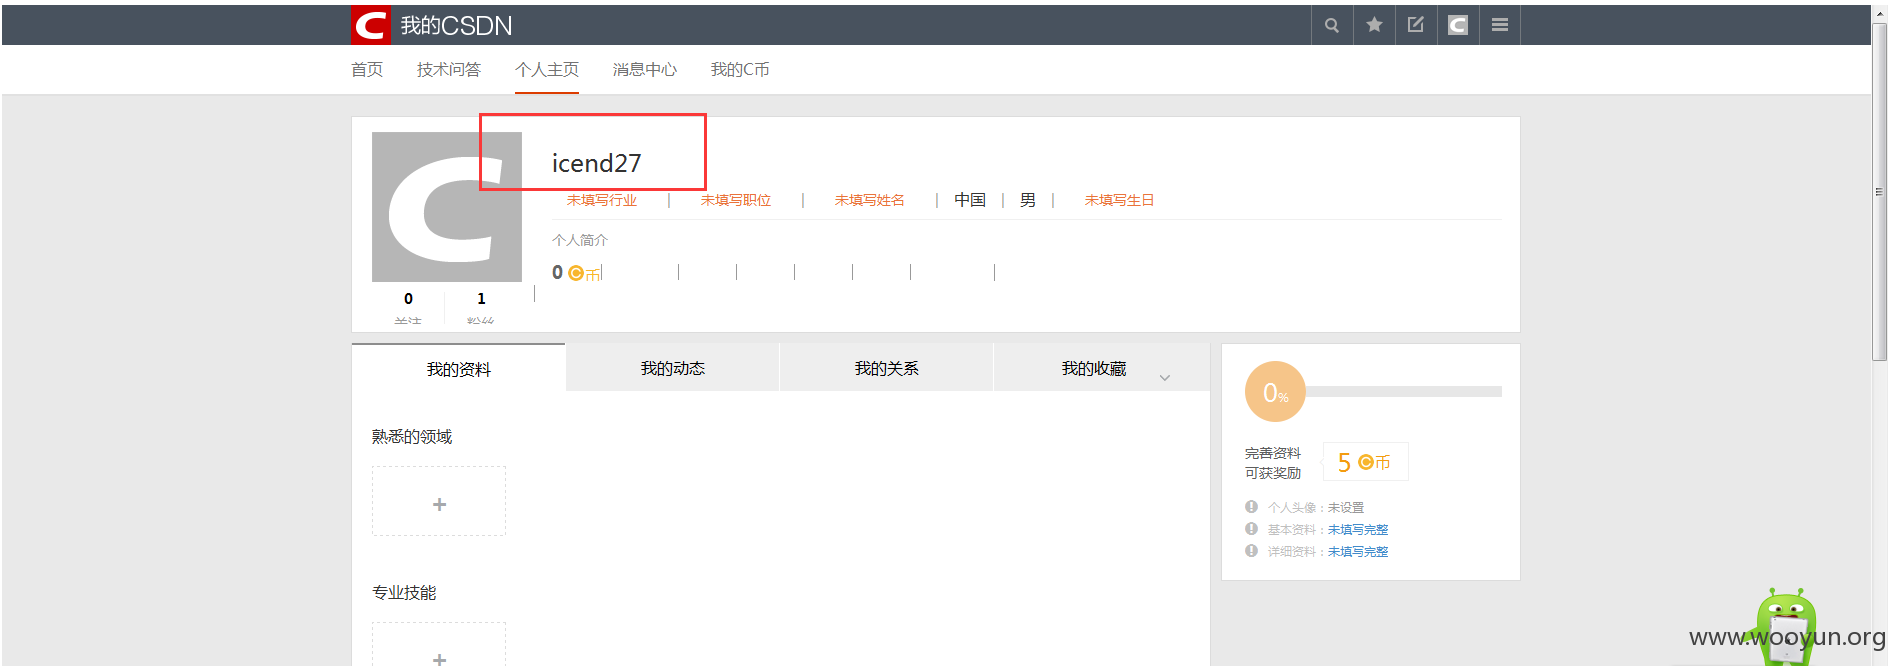 我的CSDN
首页 技术问答 个人主页 消息中心 我的C币
icend27
未填写行业 | 未填写职位 | 未填写姓名 | 中国 | 男 | 未填写生日
个人简介
0 C币
0 1
关注 粉丝
我的资料 我的动态 我的关系 我的收藏
0%
熟悉的领域
完善资料
可获奖励
5 C币
+
个人头像：未设置
基本资料：未填写完整
详细资料：未填写完整
专业技能
+
www.wooyun.org